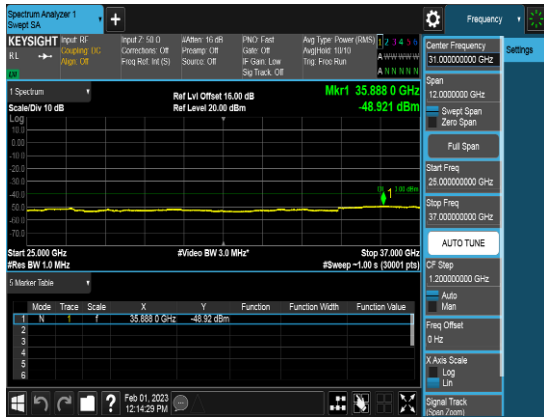 Spectrum Analyzer 1
Swept SA
+
Frequency
KEYSIGHT
RL
Input: RF
Coupling: DC
Align: Off
Input Z: 50 Ω
Corrections: Off
Freq Ref: Int (S)
#Atten: 16 dB
Preamp: Off
Source: Off
PNO: Fast
Gate: Off
IF Gain: Low
Sig Track: Off
Avg Type: Power (RMS)
Avg|Hold: 10/10
Trig: Free Run
1 2 3 4 5 6
A W W W W W
A N N N N N
1 Spectrum
Scale/Div 10 dB
Ref Lvl Offset 16.00 dB
Ref Level 20.00 dBm
Mkr1 35.888 0 GHz
-48.921 dBm
Log
10.0
0.00
-10.0
-20.0
-30.0
-40.0
-50.0
-60.0
-70.0
1
Start 25.000 GHz
#Res BW 1.0 MHz
#Video BW 3.0 MHz*
Stop 37.000 GHz
#Sweep ~1.00 s (30001 pts)
5 Marker Table
Mode Trace Scale X Y Function Function Width Function Value
1 N 1 f 35.888 0 GHz -48.92 dBm
2
3
4
5
6
Feb 01, 2023
12:14:29 PM
Center Frequency
31.000000000 GHz
Settings
Span
12.0000000 GHz
Swept Span
Zero Span
Full Span
Start Freq
25.000000000 GHz
Stop Freq
37.000000000 GHz
AUTO TUNE
CF Step
1.200000000 GHz
Auto
Man
Freq Offset
0 Hz
X Axis Scale
Log
Lin
Signal Track
(Span Zoom)